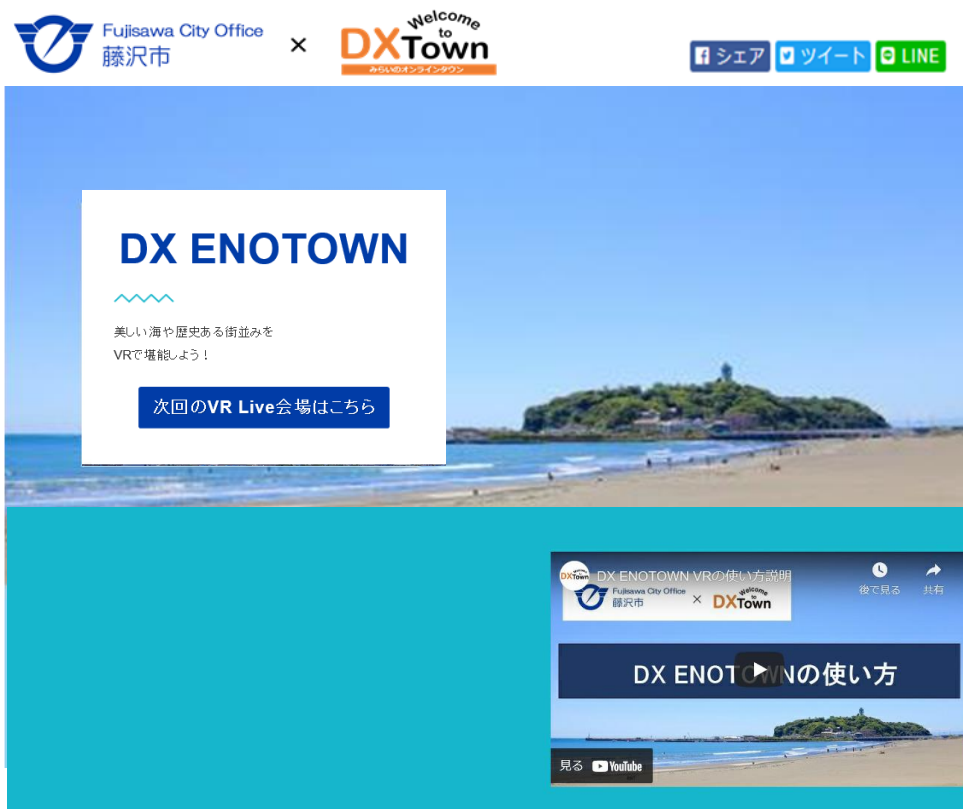 Fujisawa City Office
藤沢市
×
Welcome
to
DXTown
みらいのオンラインタウン
シェア
ツイート
LINE
DX ENOTOWN
美しい海や歴史ある街並みを
VRで堪能しよう！
次回のVR Live会場はこちら
DXTown
DX ENOTOWN VRの使い方説明
後で見る
共有
Fujisawa City Office
藤沢市
×
Welcome
to
DXTown
DX ENOTOWNの使い方
見る YouTube